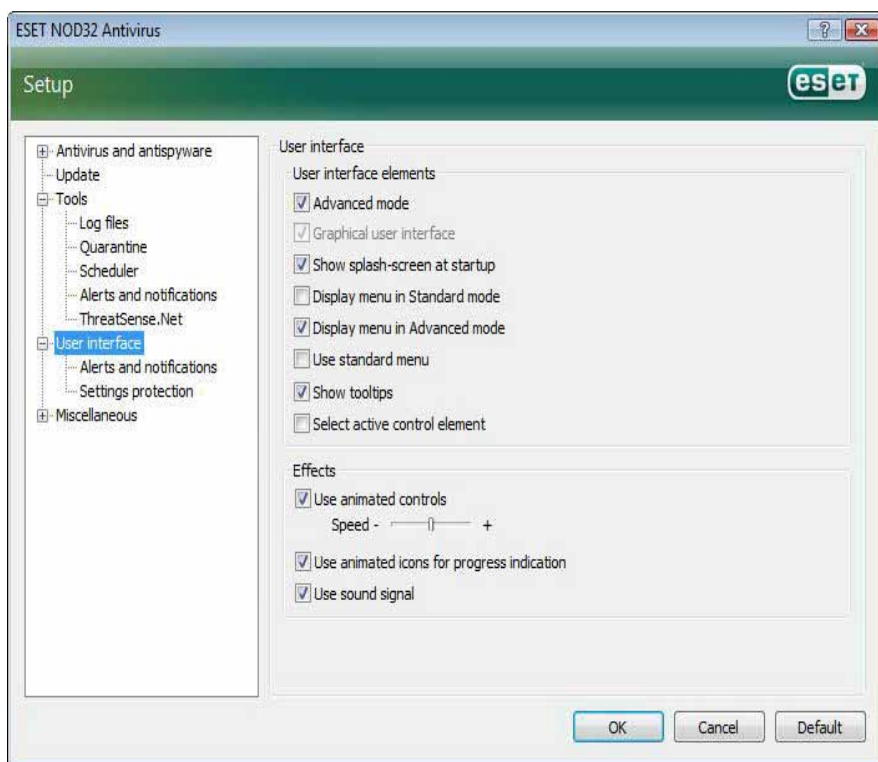 ESET NOD32 Antivirus
Setup
eseT
Antivirus and antispyware
Update
Tools
Log files
Quarantine
Scheduler
Alerts and notifications
ThreatSense.Net
User interface
Alerts and notifications
Settings protection
Miscellaneous
User interface
User interface elements
Advanced mode
Graphical user interface
Show splash-screen at startup
Display menu in Standard mode
Display menu in Advanced mode
Use standard menu
Show tooltips
Select active control element
Effects
Use animated controls
Speed - +
Use animated icons for progress indication
Use sound signal
OK Cancel Default